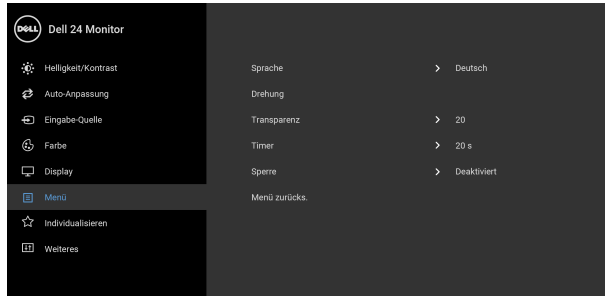 DELL Dell 24 Monitor
Helligkeit/Kontrast
Auto-Anpassung
Eingabe-Quelle
Farbe
Display
Menü
Individualisieren
Weiteres
Sprache > Deutsch
Drehung
Transparenz > 20
Timer > 20 s
Sperre > Deaktiviert
Menü zurücks.